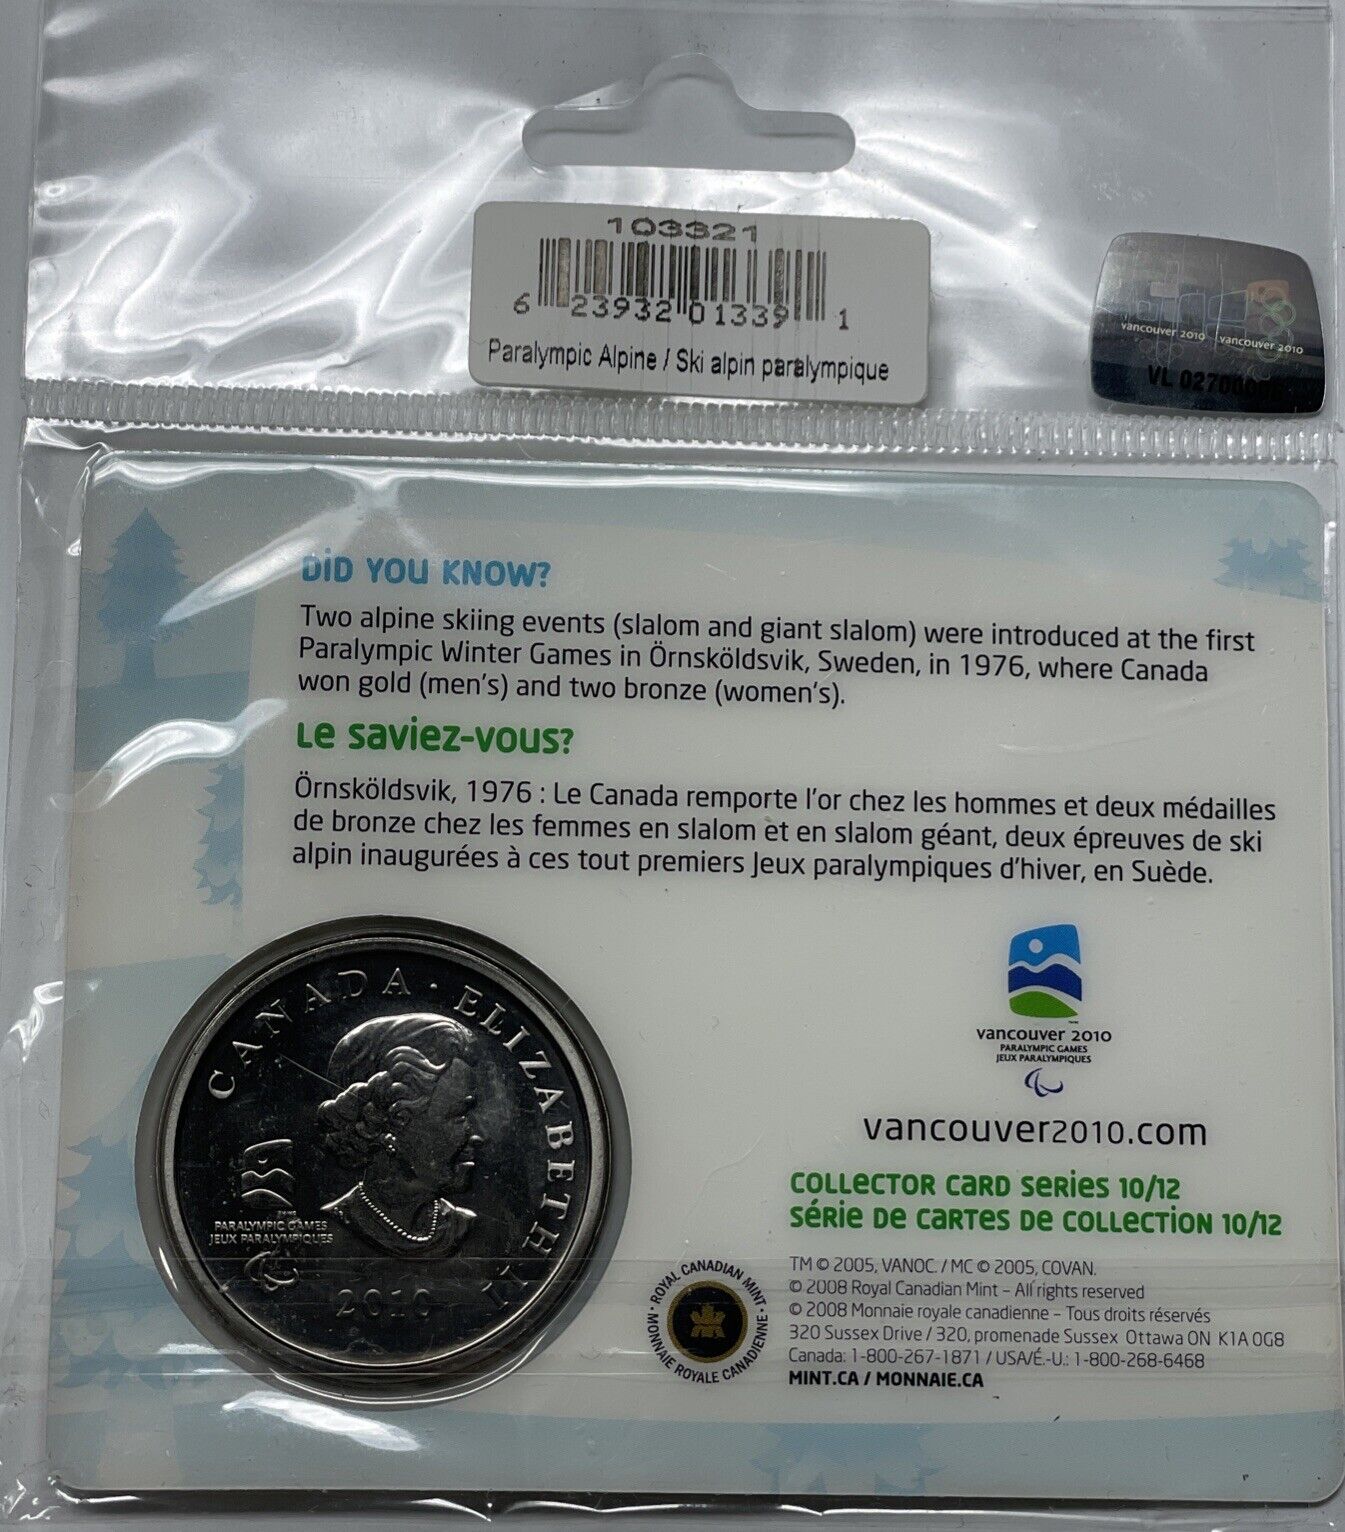 103321
6 23932 01339 1
Paralympic Alpine / Ski alpin paralympique
vancouver 2010 vancouver 2010
VL
DiD YOU KNOW?
Two alpine skiing events (slalom and giant slalom) were introduced at the first
Paralympic Winter Games in Örnsköldsvik, Sweden, in 1976, where Canada
won gold (men's) and two bronze (women's).
Le saviez-vous?
Örnsköldsvik, 1976 : Le Canada remporte l'or chez les hommes et deux médailles
de bronze chez les femmes en slalom et en slalom géant, deux épreuves de ski
alpin inaugurées à ces tout premiers Jeux paralympiques d'hiver, en Suède.
CANADA · ELIZABETH II
PARALYMPIC GAMES
JEUX PARALYMPIQUES
2010
vancouver 2010
PARALYMPIC GAMES
JEUX PARALYMPIQUES
vancouver2010.com
COLLECTOR CARD SERIES 10/12
SÉRIE DE CARTES DE COLLECTION 10/12
ROYAL CANADIAN MINT · MONNAIE ROYALE CANADIENNE ·
TM © 2005, VANOC. / MC © 2005, COVAN.
© 2008 Royal Canadian Mint – All rights reserved
© 2008 Monnaie royale canadienne – Tous droits réservés
320 Sussex Drive / 320, promenade Sussex Ottawa ON K1A 0G8
Canada: 1-800-267-1871 / USA/É.-U.: 1-800-268-6468
MINT.CA / MONNAIE.CA